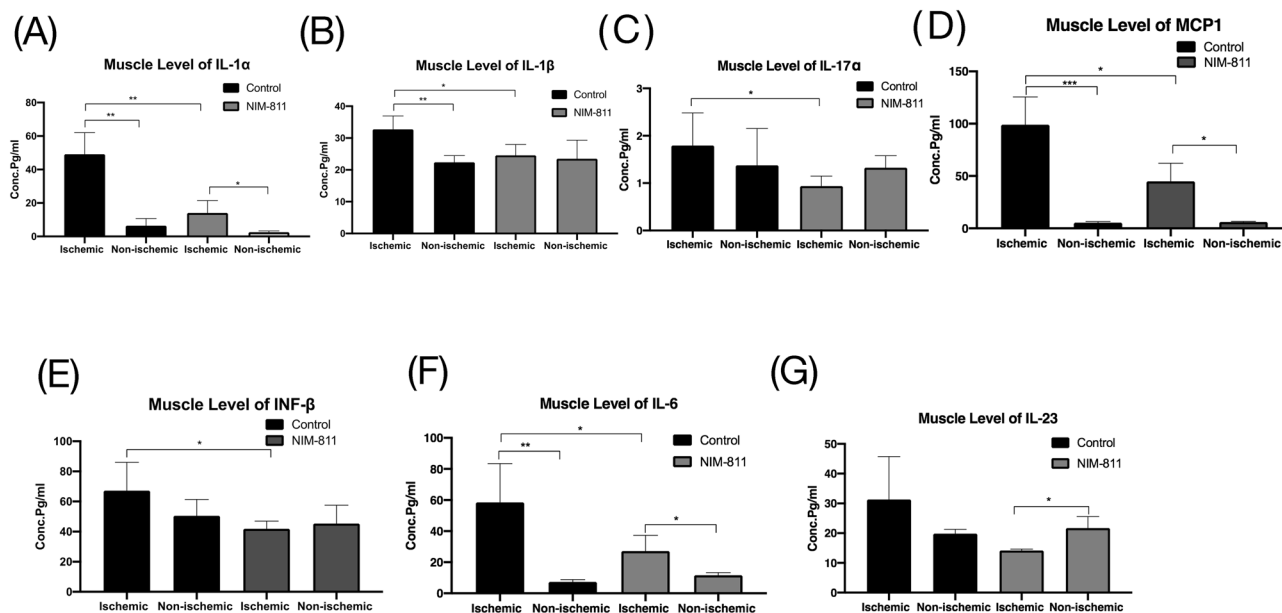 (A)
Muscle Level of IL-1α
Control
NIM-811
Conc.Pg/ml
80
60
40
20
0
**
**
*
Ischemic Non-ischemic Ischemic Non-ischemic
(B)
Muscle Level of IL-1β
Control
NIM-811
Conc.Pg/ml
40
30
20
10
0
*
**
Ischemic Non-ischemic Ischemic Non-ischemic
(C)
Muscle Level of IL-17α
Control
NIM-811
Conc.Pg/ml
3
2
1
0
*
Ischemic Non-ischemic Ischemic Non-ischemic
(D)
Muscle Level of MCP1
Control
NIM-811
Conc.Pg/ml
150
100
50
0
*
***
*
Ischemic Non-ischemic Ischemic Non-ischemic
(E)
Muscle Level of INF-β
Control
NIM-811
Conc.Pg/ml
100
80
60
40
20
0
*
Ischemic Non-ischemic Ischemic Non-ischemic
(F)
Muscle Level of IL-6
Control
NIM-811
Conc.Pg/ml
80
60
40
20
0
*
**
*
Ischemic Non-ischemic Ischemic Non-ischemic
(G)
Muscle Level of IL-23
Control
NIM-811
Conc.Pg/ml
50
40
30
20
10
0
*
Ischemic Non-ischemic Ischemic Non-ischemic